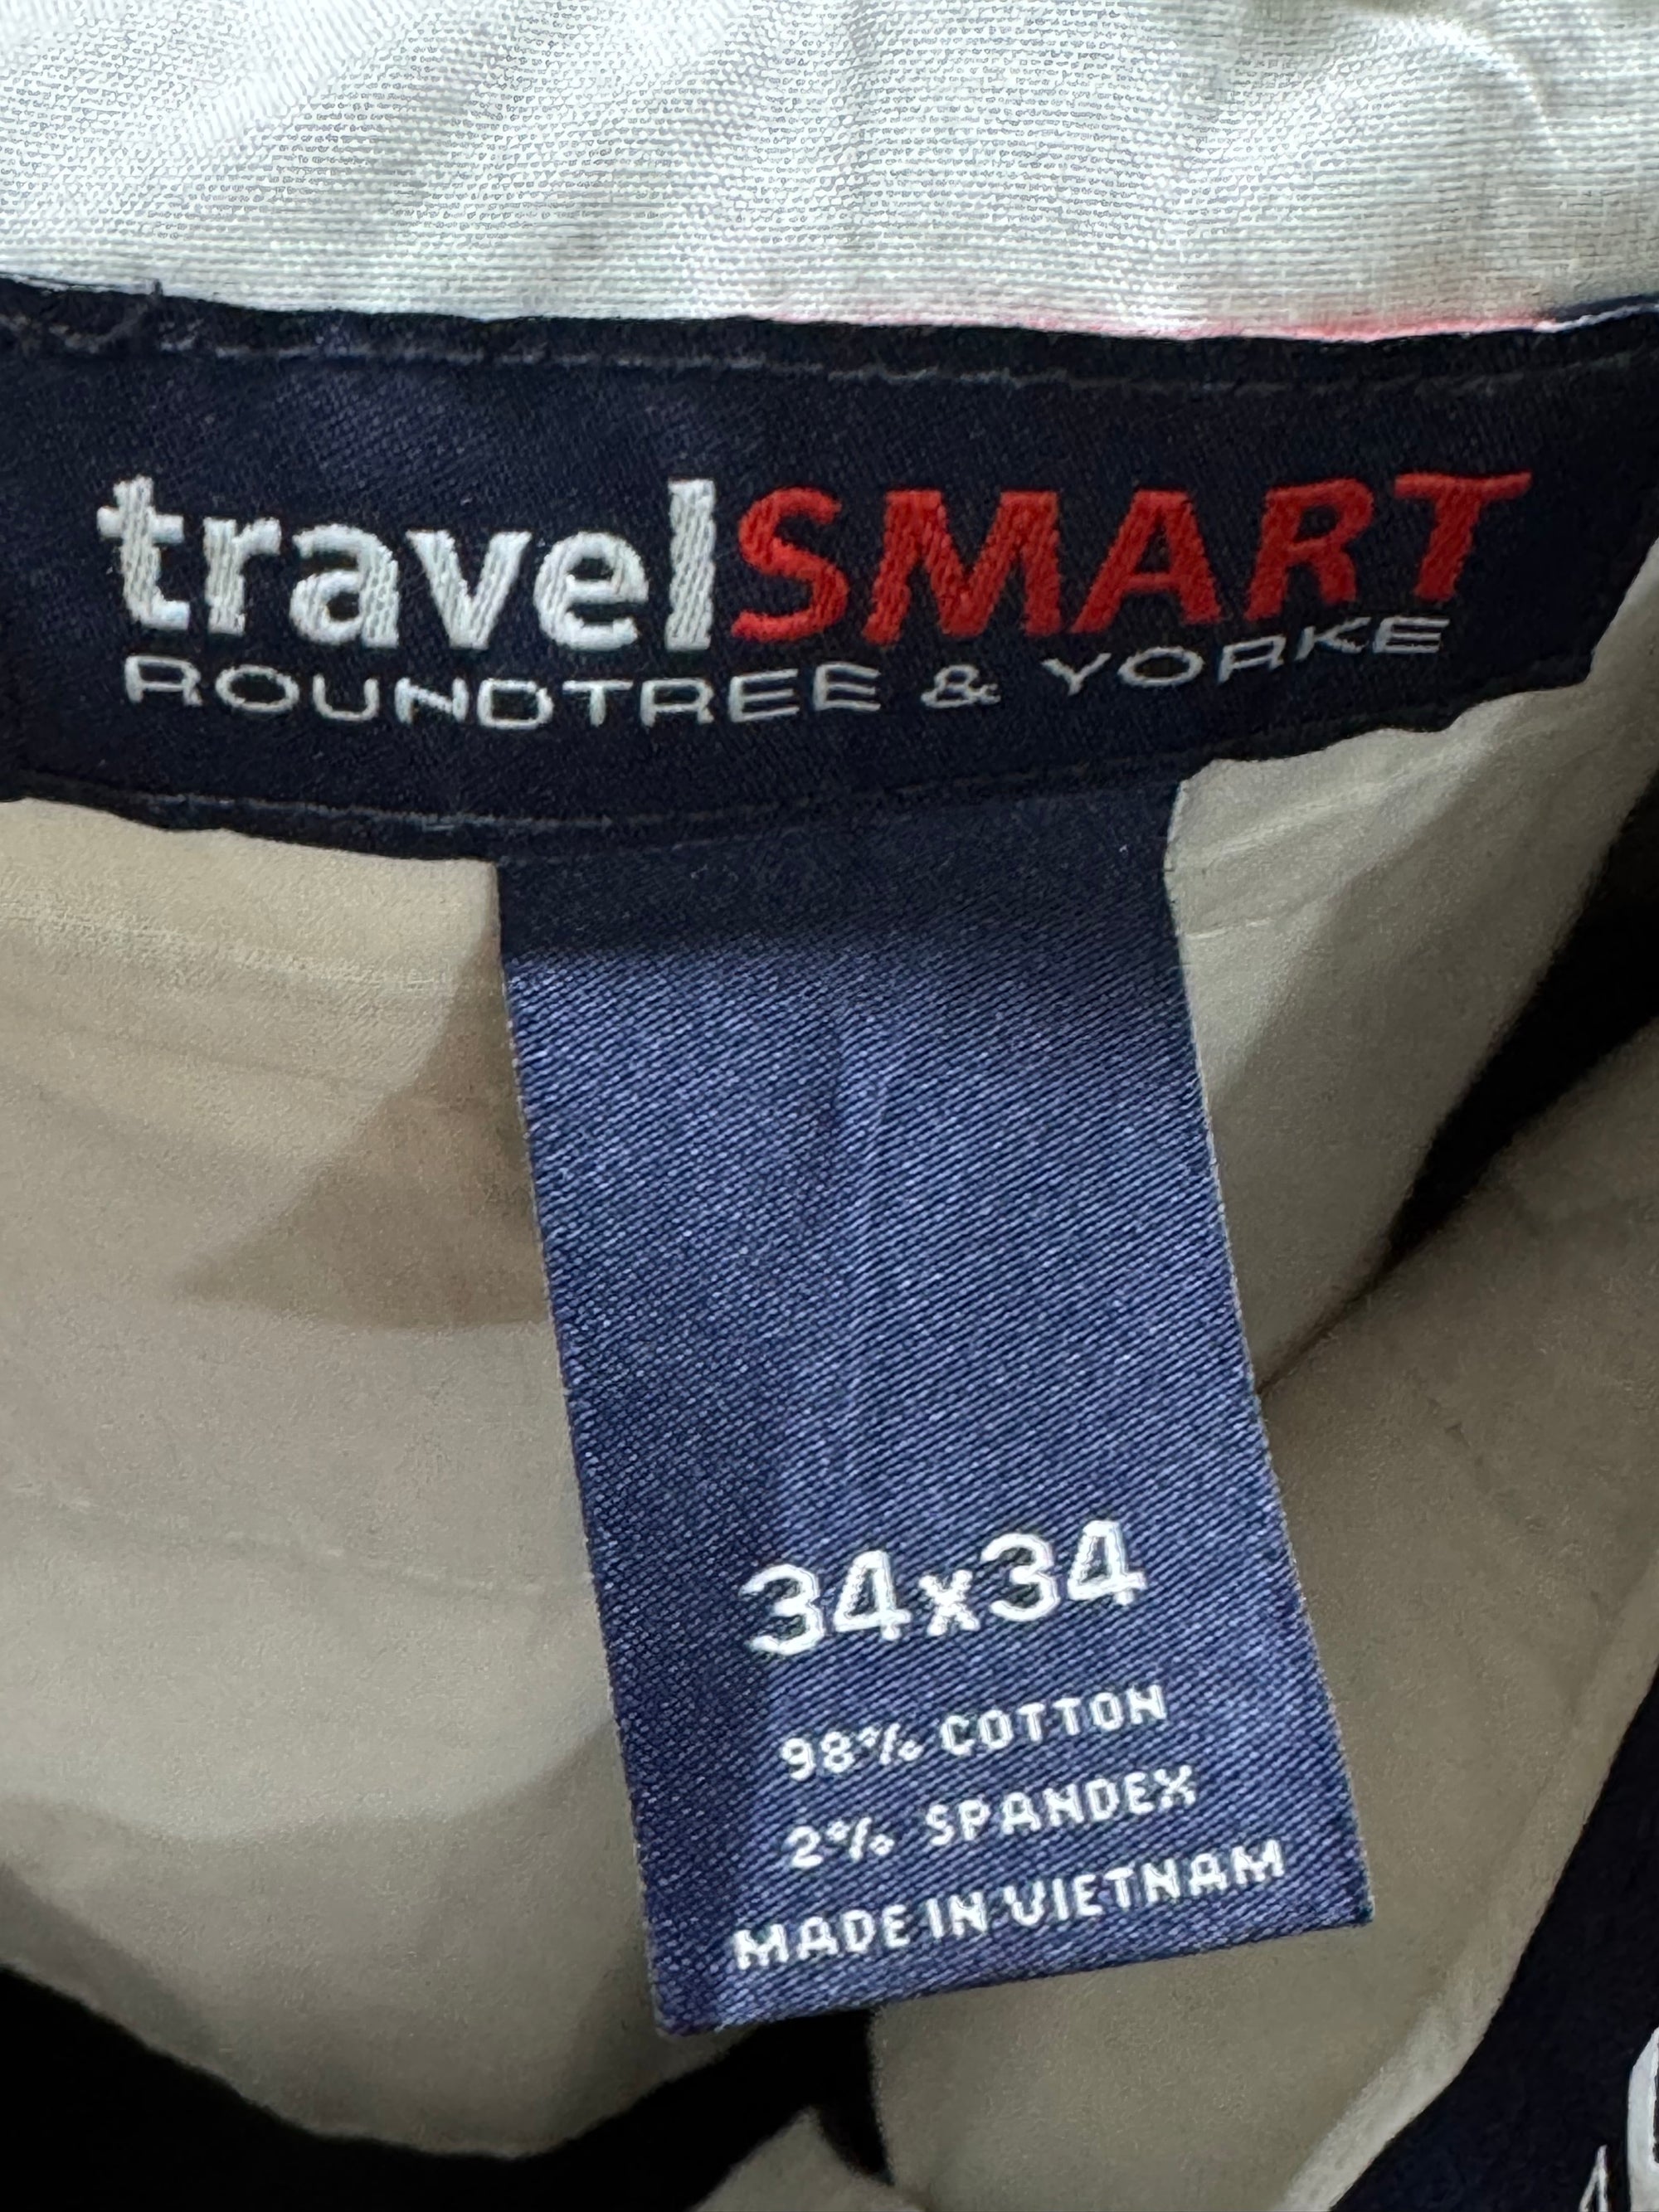 travelSMART
ROUNDTREE & YORKE
34x34
98% COTTON
2% SPANDEX
MADE IN VIETNAM